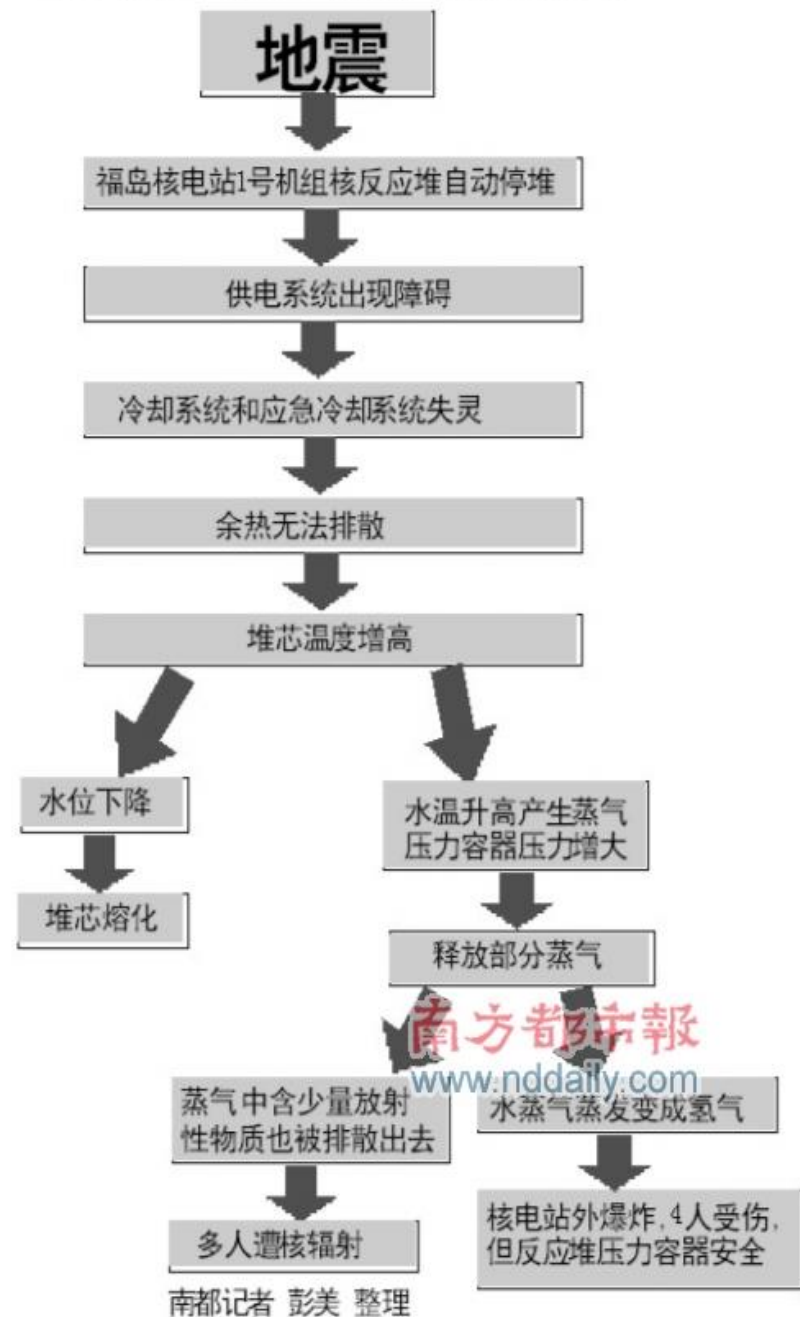 地震
福岛核电站1号机组核反应堆自动停堆
供电系统出现障碍
冷却系统和应急冷却系统失灵
余热无法排散
堆芯温度增高
水位下降
堆芯熔化
水温升高产生蒸气
压力容器压力增大
释放部分蒸气
南方都市報
www.nddaily.com
蒸气中含少量放射
性物质也被排散出去
多人遭核辐射
水蒸气蒸发变成氢气
核电站外爆炸,4人受伤,
但反应堆压力容器安全
南都记者 彭美 整理